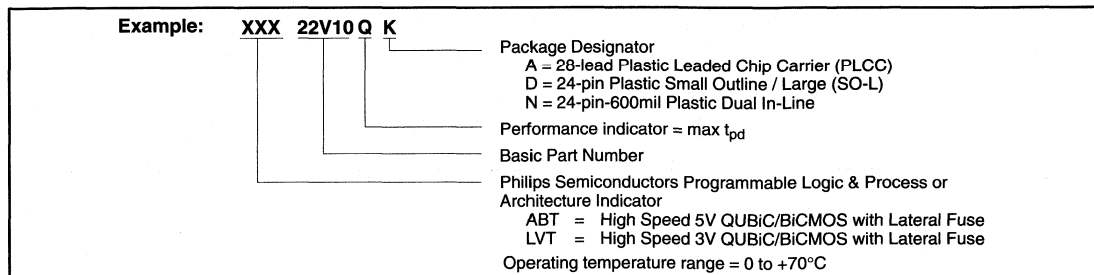 Example: XXX 22V10 Q K
Package Designator
A = 28-lead Plastic Leaded Chip Carrier (PLCC)
D = 24-pin Plastic Small Outline / Large (SO-L)
N = 24-pin-600mil Plastic Dual In-Line
Performance indicator = max tpd
Basic Part Number
Philips Semiconductors Programmable Logic & Process or
Architecture Indicator
ABT = High Speed 5V QUBiC/BiCMOS with Lateral Fuse
LVT = High Speed 3V QUBiC/BiCMOS with Lateral Fuse
Operating temperature range = 0 to +70°C